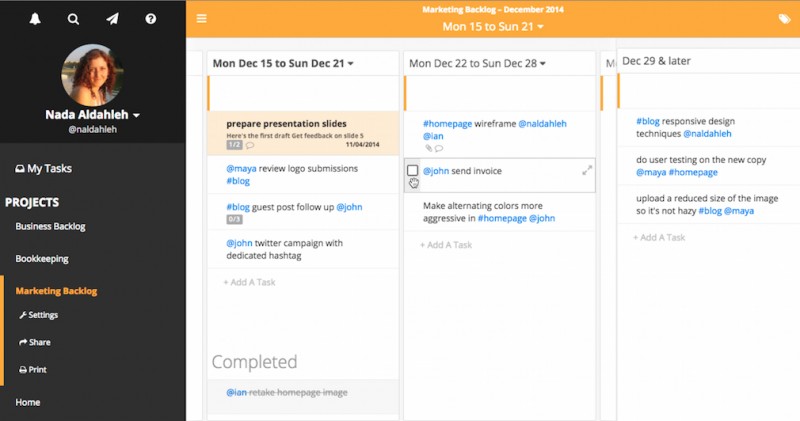 Marketing Backlog – December 2014
Mon 15 to Sun 21
Nada Aldahleh
@naldahleh
My Tasks
PROJECTS
Business Backlog
Bookkeeping
Marketing Backlog
Settings
Share
Print
Home
Mon Dec 15 to Sun Dec 21
prepare presentation slides
Here's the first draft Get feedback on slide 5
1/2
11/04/2014
@maya review logo submissions
#blog
#blog guest post follow up @john
0/3
@john twitter campaign with
dedicated hashtag
+ Add A Task
Completed
@ian retake homepage image
Mon Dec 22 to Sun Dec 28
#homepage wireframe @naldahleh
@ian
@john send invoice
Make alternating colors more
aggressive in #homepage @john
+ Add A Task
M
Dec 29 & later
#blog responsive design
techniques @naldahleh
do user testing on the new copy
@maya #homepage
upload a reduced size of the image
so it's not hazy #blog @maya
+ Add A Task